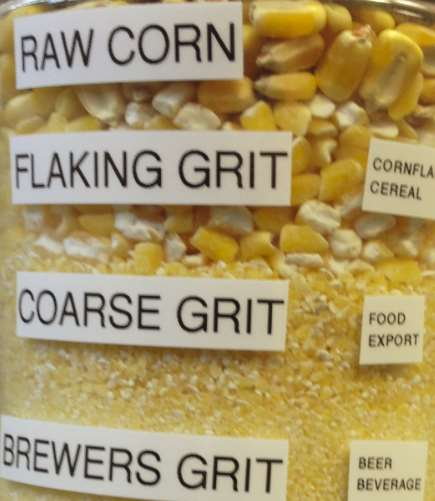 RAW CORN
FLAKING GRIT
CORNFLA
CEREAL
COARSE GRIT
FOOD
EXPORT
BREWERS GRIT
BEER
BEVERAGE